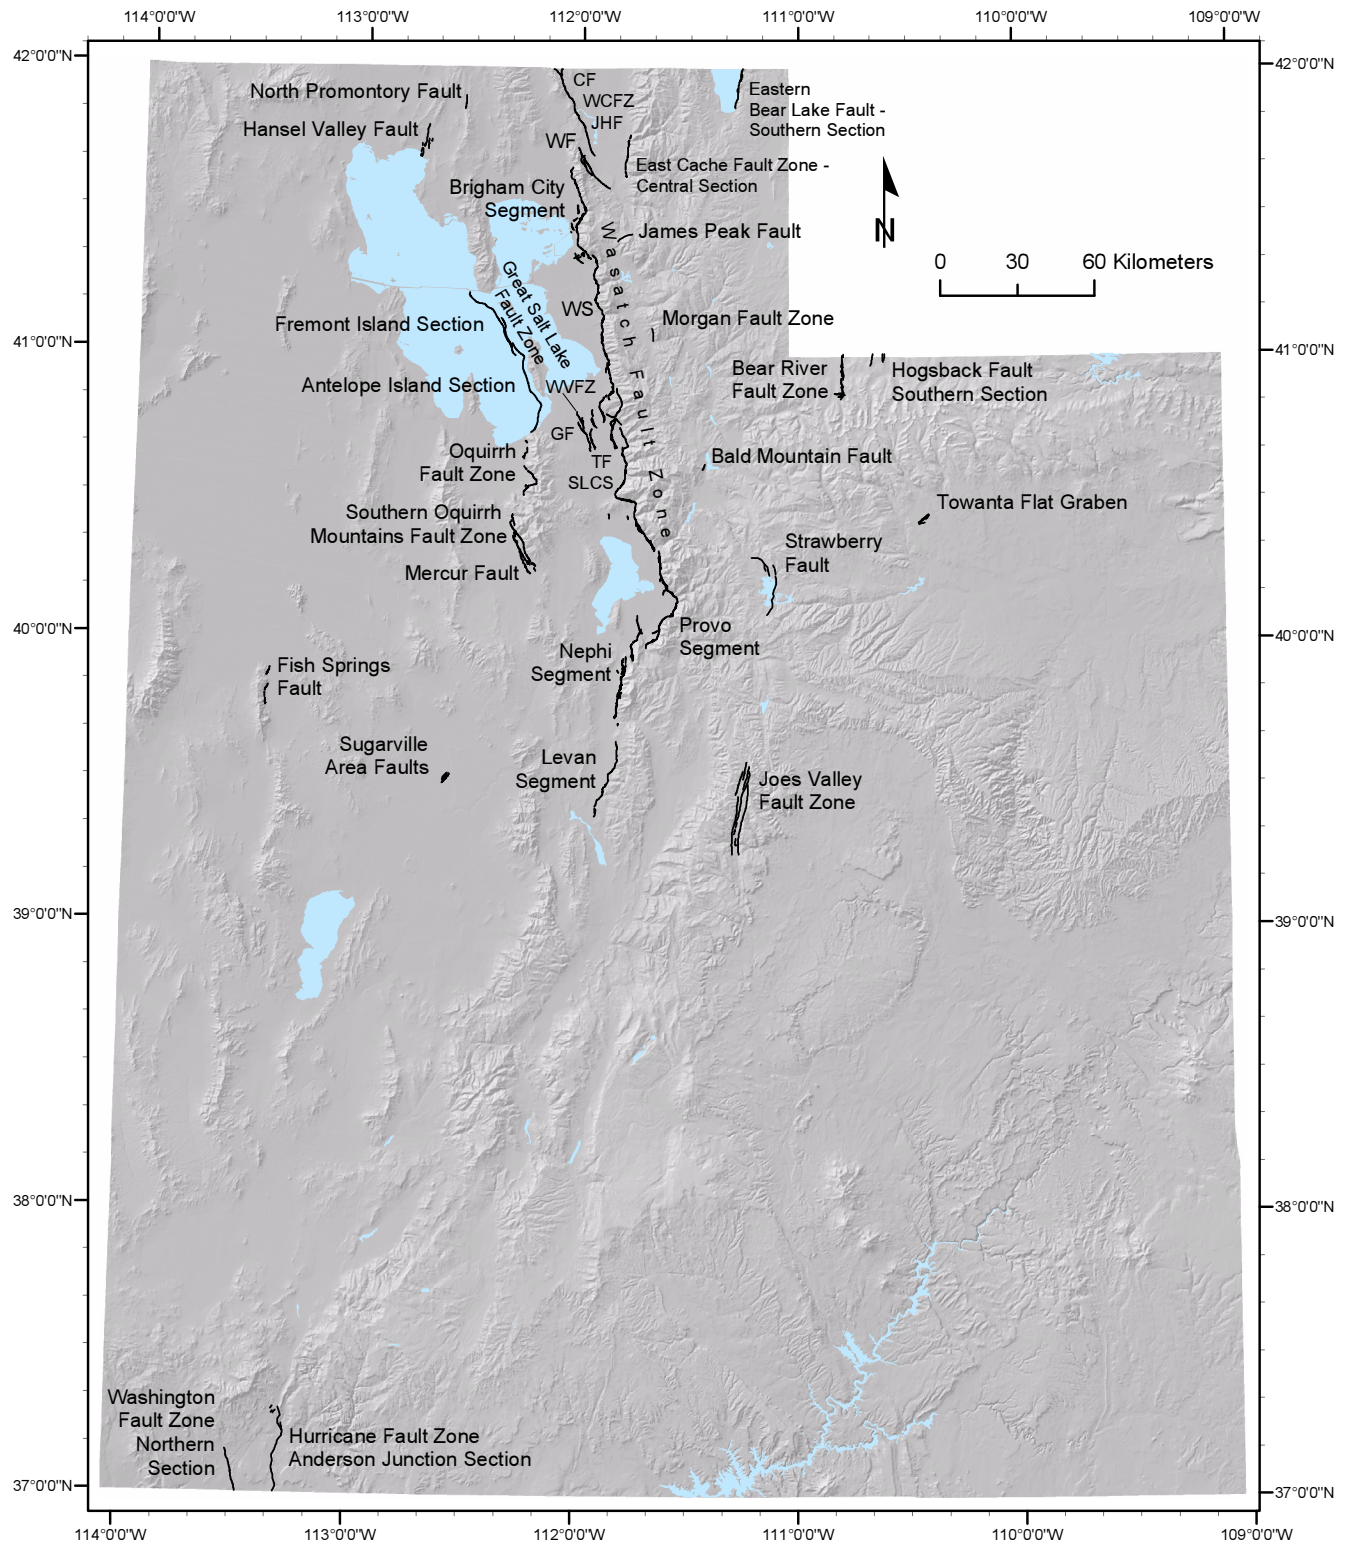 114°0'0"W 113°0'0"W 112°0'0"W 111°0'0"W 110°0'0"W 109°0'0"W
42°0'0"N
42°0'0"N
CF
North Promontory Fault
Eastern
Bear Lake Fault -
Southern Section
WCFZ
JHF
Hansel Valley Fault
WF
East Cache Fault Zone -
Central Section
Brigham City
Segment
James Peak Fault
N
0 30 60 Kilometers
Wasatch Fault Zone
Great Salt Lake
Fault Zone
WS
Fremont Island Section
Morgan Fault Zone
41°0'0"N
41°0'0"N
Bear River
Fault Zone
Hogsback Fault
Southern Section
Antelope Island Section
WVFZ
GF
Oquirrh
Fault Zone
TF
SLCS
Bald Mountain Fault
Towanta Flat Graben
Southern Oquirrh
Mountains Fault Zone
Strawberry
Fault
Mercur Fault
40°0'0"N
40°0'0"N
Provo
Segment
Nephi
Segment
Fish Springs
Fault
Sugarville
Area Faults
Levan
Segment
Joes Valley
Fault Zone
39°0'0"N
39°0'0"N
38°0'0"N
38°0'0"N
Washington
Fault Zone
Northern
Section
Hurricane Fault Zone
Anderson Junction Section
37°0'0"N
37°0'0"N
114°0'0"W 113°0'0"W 112°0'0"W 111°0'0"W 110°0'0"W 109°0'0"W